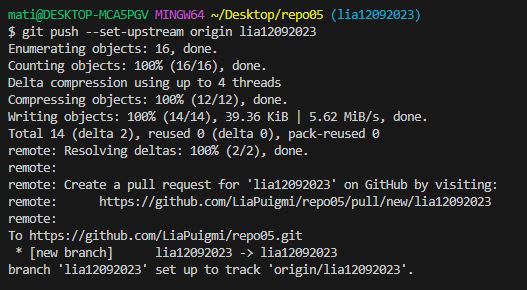 mati@DESKTOP-MCA5PGV MINGW64 ~/Desktop/repo05 (lia12092023)
$ git push --set-upstream origin lia12092023
Enumerating objects: 16, done.
Counting objects: 100% (16/16), done.
Delta compression using up to 4 threads
Compressing objects: 100% (12/12), done.
Writing objects: 100% (14/14), 39.36 KiB | 5.62 MiB/s, done.
Total 14 (delta 2), reused 0 (delta 0), pack-reused 0
remote: Resolving deltas: 100% (2/2), done.
remote:
remote: Create a pull request for 'lia12092023' on GitHub by visiting:
remote:      https://github.com/LiaPuigmi/repo05/pull/new/lia12092023
remote:
To https://github.com/LiaPuigmi/repo05.git
 * [new branch]      lia12092023 -> lia12092023
branch 'lia12092023' set up to track 'origin/lia12092023'.